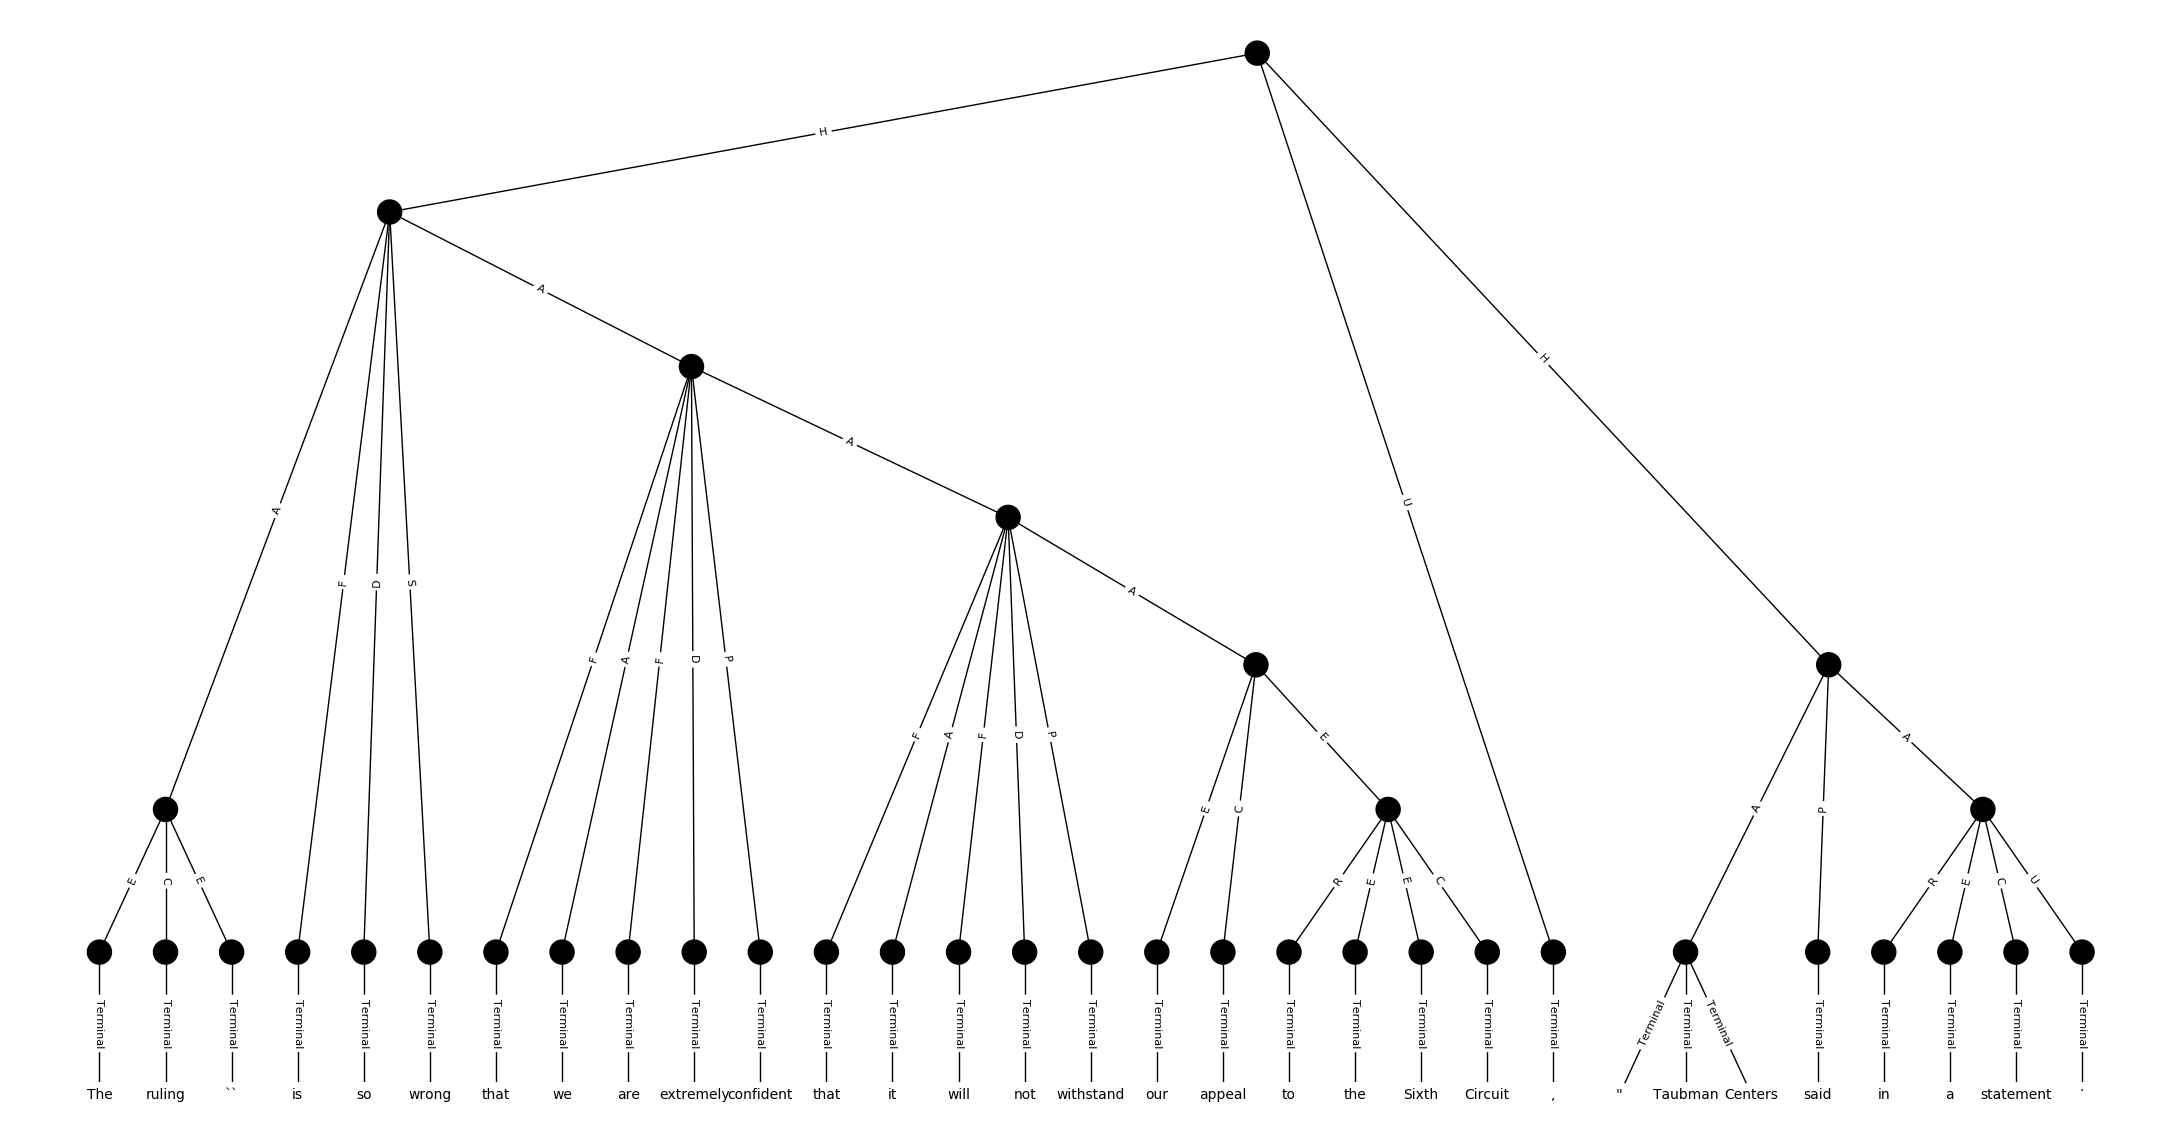 H
A
A
H
A
U
A
F
D
S
A
F
A
F
D
P
F
A
F
D
P
E
A
P
A
E
C
E
C
E
R
E
E
C
R
E
C
U
Terminal Terminal Terminal Terminal Terminal Terminal Terminal Terminal Terminal Terminal Terminal Terminal Terminal Terminal Terminal Terminal Terminal Terminal Terminal Terminal Terminal Terminal Terminal Terminal Terminal Terminal Terminal Terminal Terminal Terminal Terminal
The ruling `` is so wrong that we are extremely confident that it will not withstand our appeal to the Sixth Circuit , " Taubman Centers said in a statement .